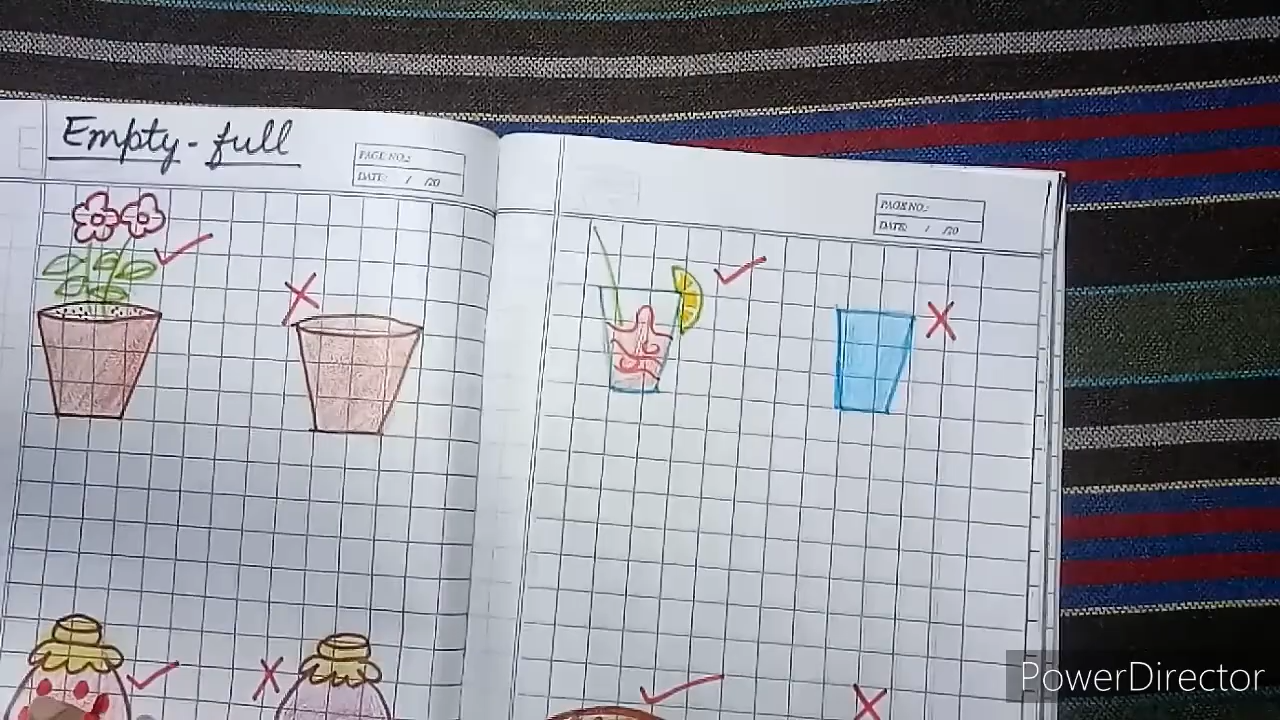 Empty - full
PAGE NO.:
DATE: / /20
PAGE NO.:
DATE: / /20
PowerDirector